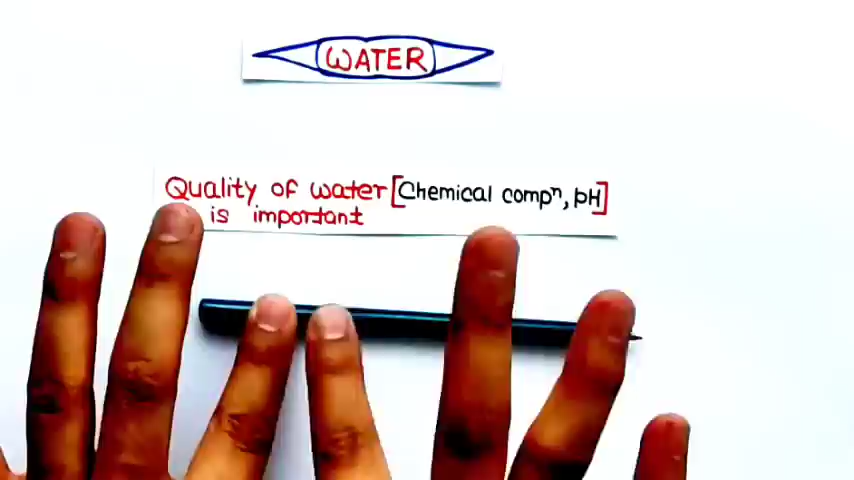 WATER
Quality of water [Chemical compⁿ, pH]
is important